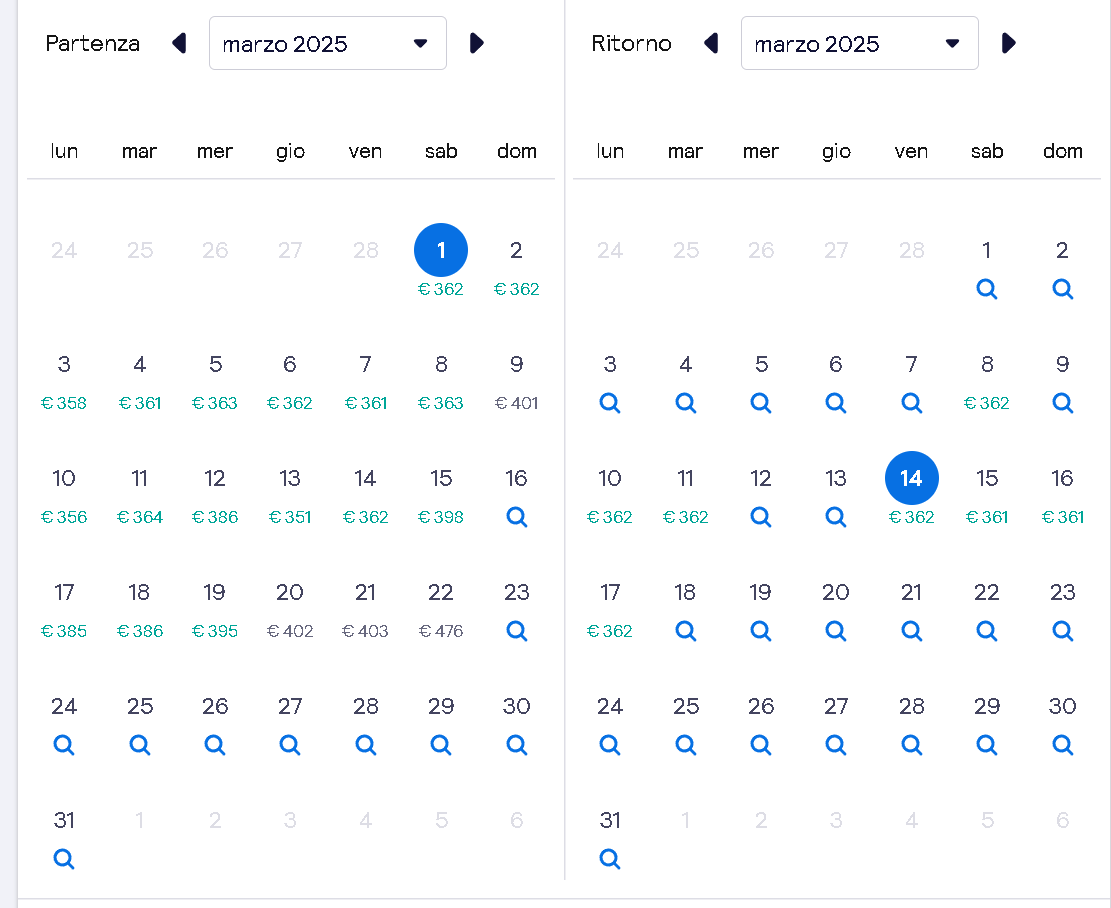 Partenza marzo 2025
lun mar mer gio ven sab dom
24 25 26 27 28 1 2
€ 362 € 362
3 4 5 6 7 8 9
€ 358 € 361 € 363 € 362 € 361 € 363 € 401
10 11 12 13 14 15 16
€ 356 € 364 € 386 € 351 € 362 € 398
17 18 19 20 21 22 23
€ 385 € 386 € 395 € 402 € 403 € 476
24 25 26 27 28 29 30
31 1 2 3 4 5 6
Ritorno marzo 2025
lun mar mer gio ven sab dom
24 25 26 27 28 1 2
3 4 5 6 7 8 9
€ 362
10 11 12 13 14 15 16
€ 362 € 362 € 362 € 361 € 361
17 18 19 20 21 22 23
€ 362
24 25 26 27 28 29 30
31 1 2 3 4 5 6